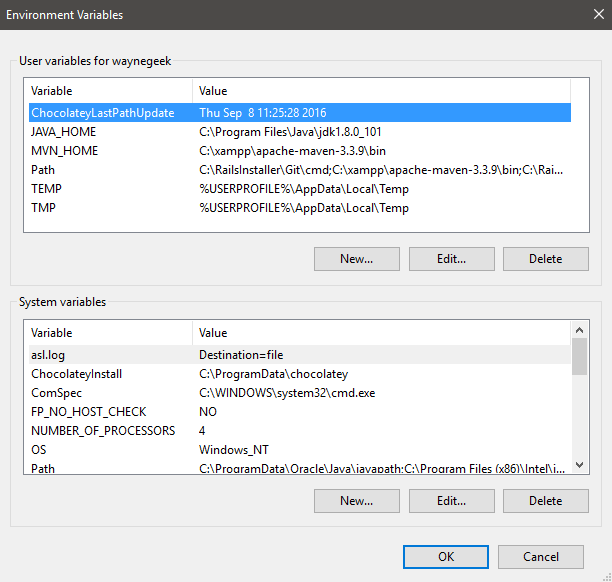 Environment Variables
User variables for waynegeek
Variable Value
ChocolateyLastPathUpdate Thu Sep 8 11:25:28 2016
JAVA_HOME C:\Program Files\Java\jdk1.8.0_101
MVN_HOME C:\xampp\apache-maven-3.3.9\bin
Path C:\RailsInstaller\Git\cmd;C:\xampp\apache-maven-3.3.9\bin;C:\Rai...
TEMP %USERPROFILE%\AppData\Local\Temp
TMP %USERPROFILE%\AppData\Local\Temp
New... Edit... Delete
System variables
Variable Value
asl.log Destination=file
ChocolateyInstall C:\ProgramData\chocolatey
ComSpec C:\WINDOWS\system32\cmd.exe
FP_NO_HOST_CHECK NO
NUMBER_OF_PROCESSORS 4
OS Windows_NT
Path C:\ProgramData\Oracle\Java\javapath;C:\Program Files (x86)\Intel\i...
New... Edit... Delete
OK Cancel